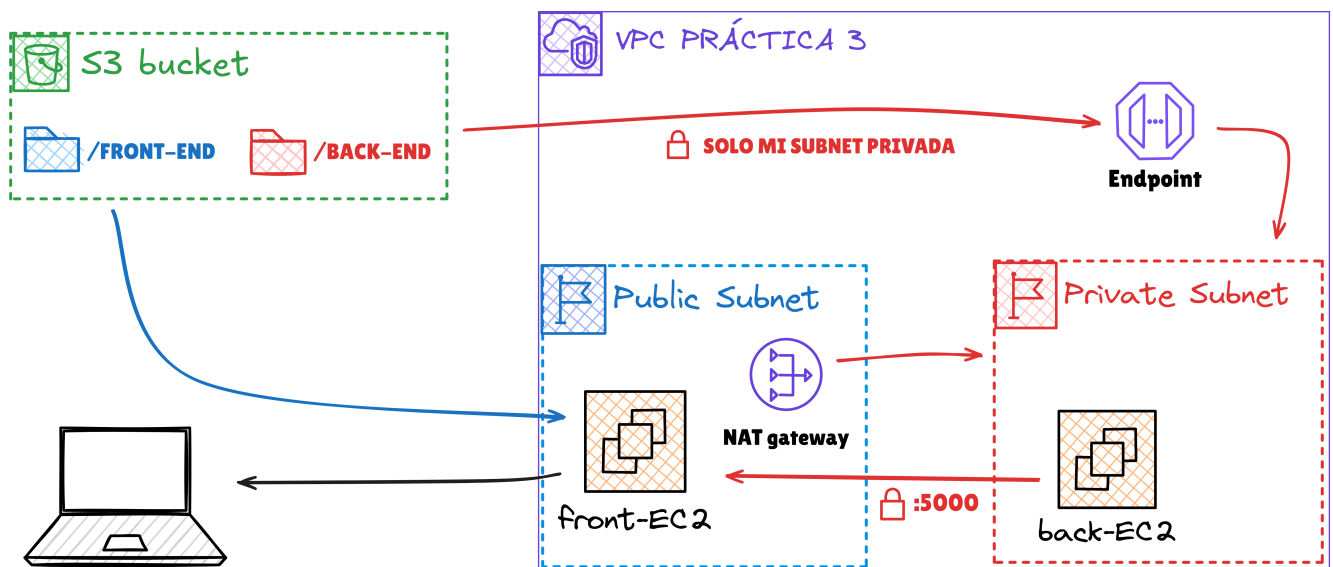 S3 bucket
/FRONT-END
/BACK-END
VPC PRÁCTICA 3
SOLO MI SUBNET PRIVADA
Endpoint
Public Subnet
NAT gateway
front-EC2
:5000
Private Subnet
back-EC2